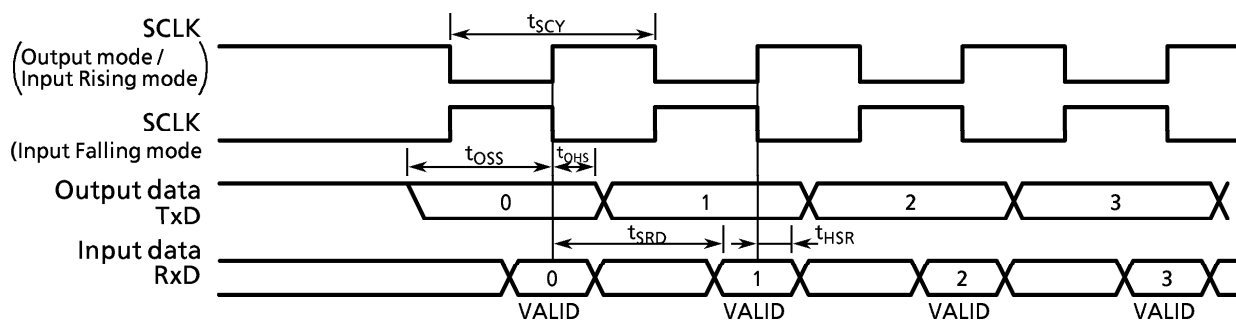 SCLK
(Output mode /
Input Rising mode)
tSCY
SCLK
(Input Falling mode
tOSS
tOHS
Output data
TxD
0 1 2 3
Input data
RxD
tSRD
tHSR
0 1 2 3
VALID VALID VALID VALID